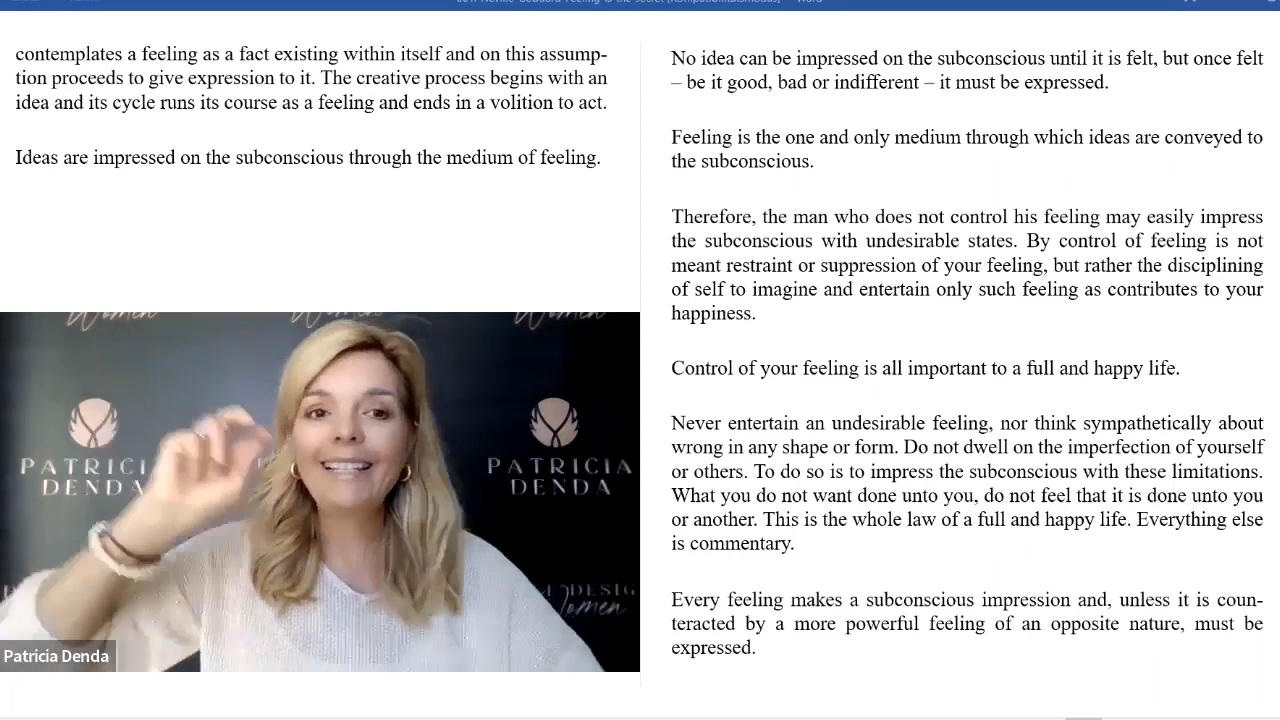 contemplates a feeling as a fact existing within itself and on this assump-
tion proceeds to give expression to it. The creative process begins with an
idea and its cycle runs its course as a feeling and ends in a volition to act.
Ideas are impressed on the subconscious through the medium of feeling.
Women
Women
PATRICIA
DENDA
PATRICIA
DENDA
DESIG
Women
Patricia Denda
No idea can be impressed on the subconscious until it is felt, but once felt
– be it good, bad or indifferent – it must be expressed.
Feeling is the one and only medium through which ideas are conveyed to
the subconscious.
Therefore, the man who does not control his feeling may easily impress
the subconscious with undesirable states. By control of feeling is not
meant restraint or suppression of your feeling, but rather the disciplining
of self to imagine and entertain only such feeling as contributes to your
happiness.
Control of your feeling is all important to a full and happy life.
Never entertain an undesirable feeling, nor think sympathetically about
wrong in any shape or form. Do not dwell on the imperfection of yourself
or others. To do so is to impress the subconscious with these limitations.
What you do not want done unto you, do not feel that it is done unto you
or another. This is the whole law of a full and happy life. Everything else
is commentary.
Every feeling makes a subconscious impression and, unless it is coun-
teracted by a more powerful feeling of an opposite nature, must be
expressed.